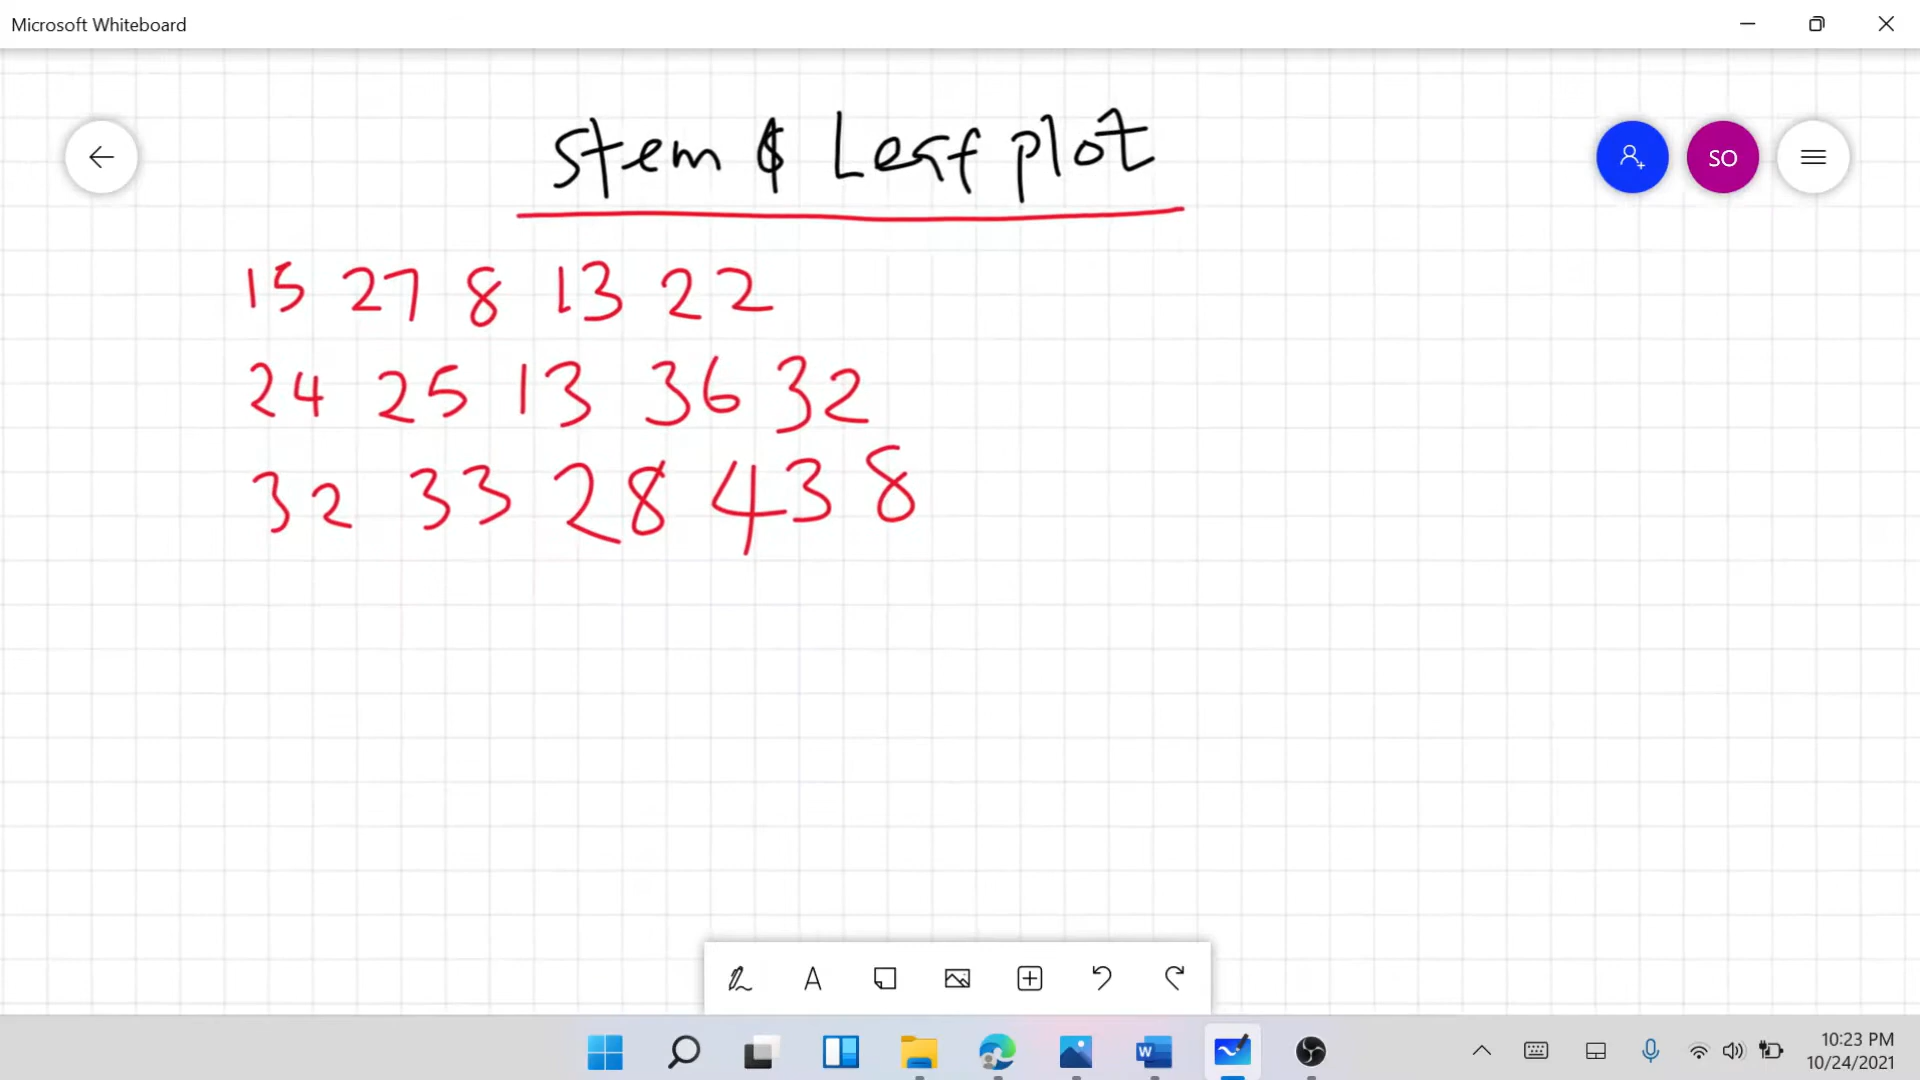 Microsoft Whiteboard
Stem & Leaf plot
SO
15 27 8 13 22
24 25 13 36 32
32 33 28 43 8
10:23 PM
10/24/2021